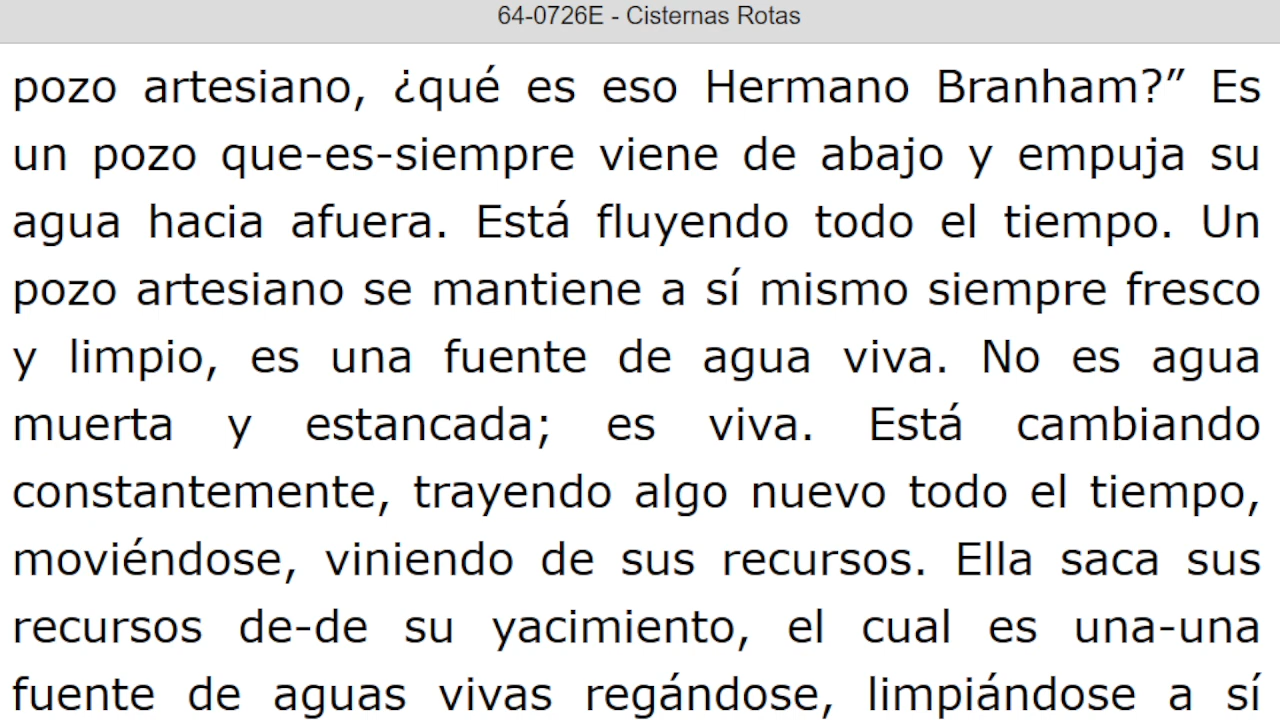 64-0726E - Cisternas Rotas
pozo artesiano, ¿qué es eso Hermano Branham?” Es
un pozo que-es-siempre viene de abajo y empuja su
agua hacia afuera. Está fluyendo todo el tiempo. Un
pozo artesiano se mantiene a sí mismo siempre fresco
y limpio, es una fuente de agua viva. No es agua
muerta y estancada; es viva. Está cambiando
constantemente, trayendo algo nuevo todo el tiempo,
moviéndose, viniendo de sus recursos. Ella saca sus
recursos de-de su yacimiento, el cual es una-una
fuente de aguas vivas regándose, limpiándose a sí